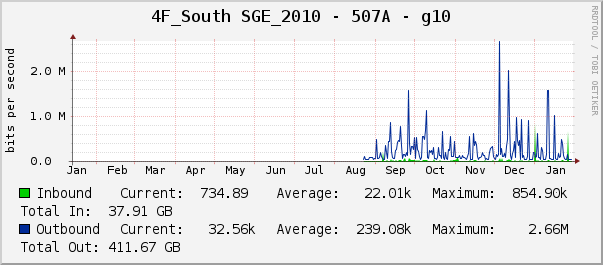 4F_South SGE_2010 - 507A - g10
RRDTOOL / TOBI OETIKER
bits per second
2.0 M
1.0 M
0.0
Jan Feb Mar Apr May Jun Jul Aug Sep Oct Nov Dec Jan
Inbound Current: 734.89 Average: 22.01k Maximum: 854.90k
Total In: 37.91 GB
Outbound Current: 32.56k Average: 239.08k Maximum: 2.66M
Total Out: 411.67 GB